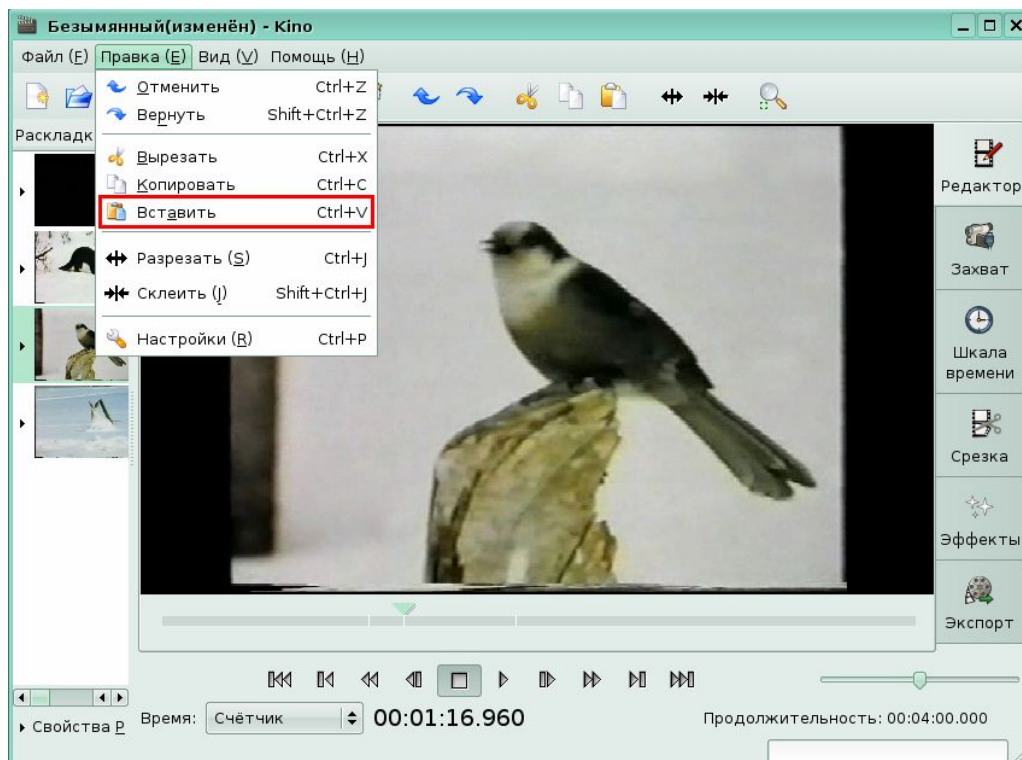 Безымянный(изменён) - Kino
Файл (F) Правка (E) Вид (V) Помощь (H)
Отменить Ctrl+Z
Вернуть Shift+Ctrl+Z
Вырезать Ctrl+X
Копировать Ctrl+C
Вставить Ctrl+V
Разрезать (S) Ctrl+J
Склеить (J) Shift+Ctrl+J
Настройки (R) Ctrl+P
Раскладк
Редактор
Захват
Шкала
времени
Срезка
Эффекты
Экспорт
Свойства Р
Время: Счётчик 00:01:16.960 Продолжительность: 00:04:00.000